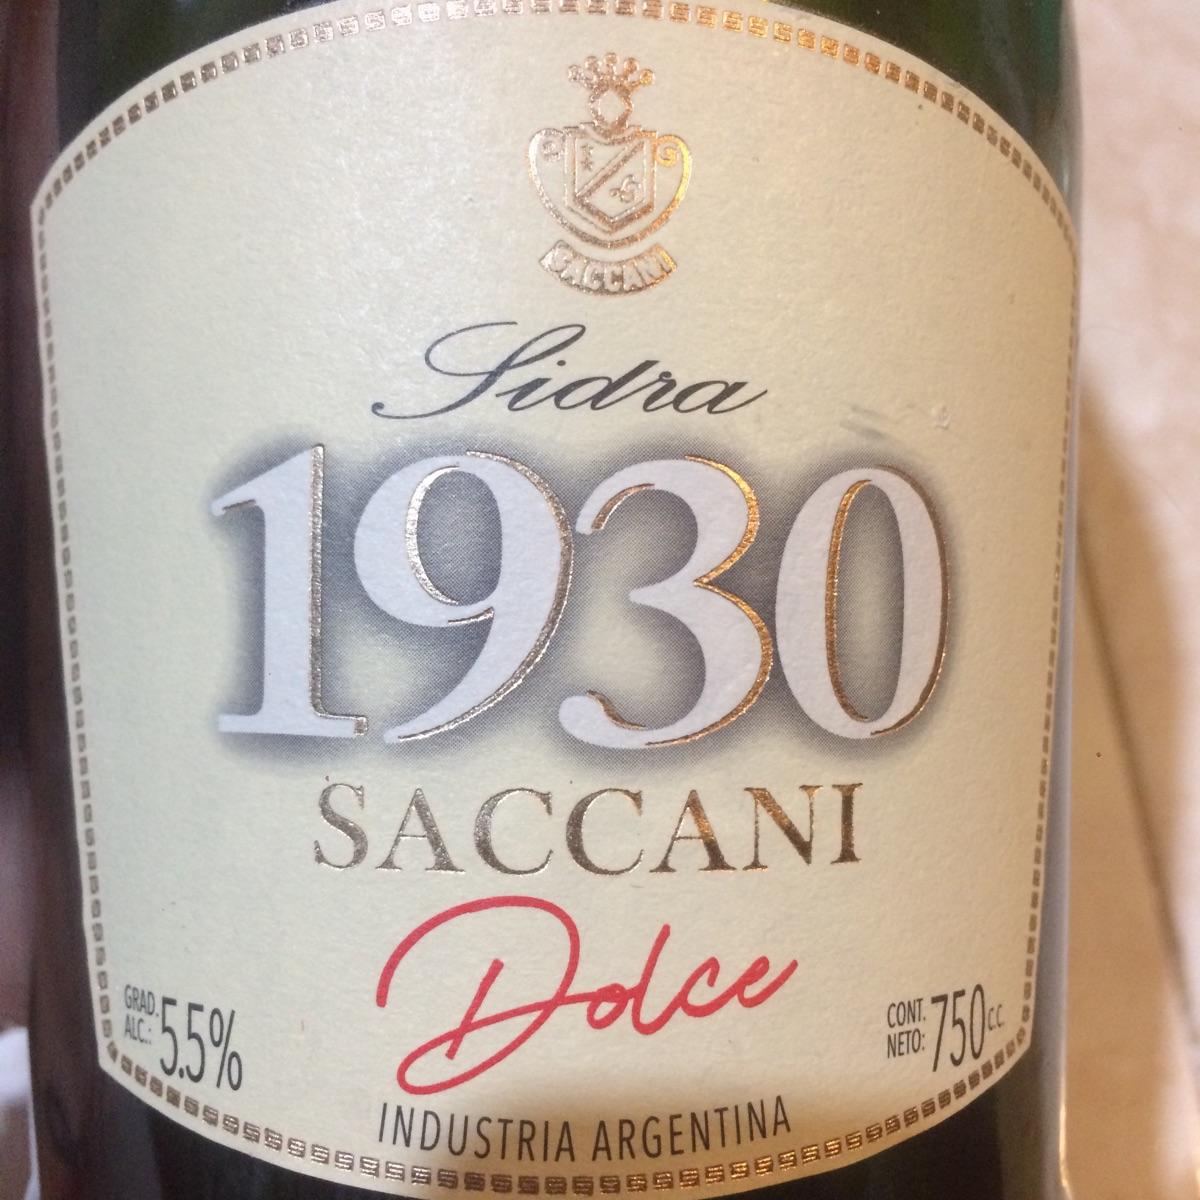 SACCANI
Sidra
1930
SACCANI
Dolce
GRAD.
ALC.: 5.5%
CONT.
NETO: 750 C.C.
INDUSTRIA ARGENTINA